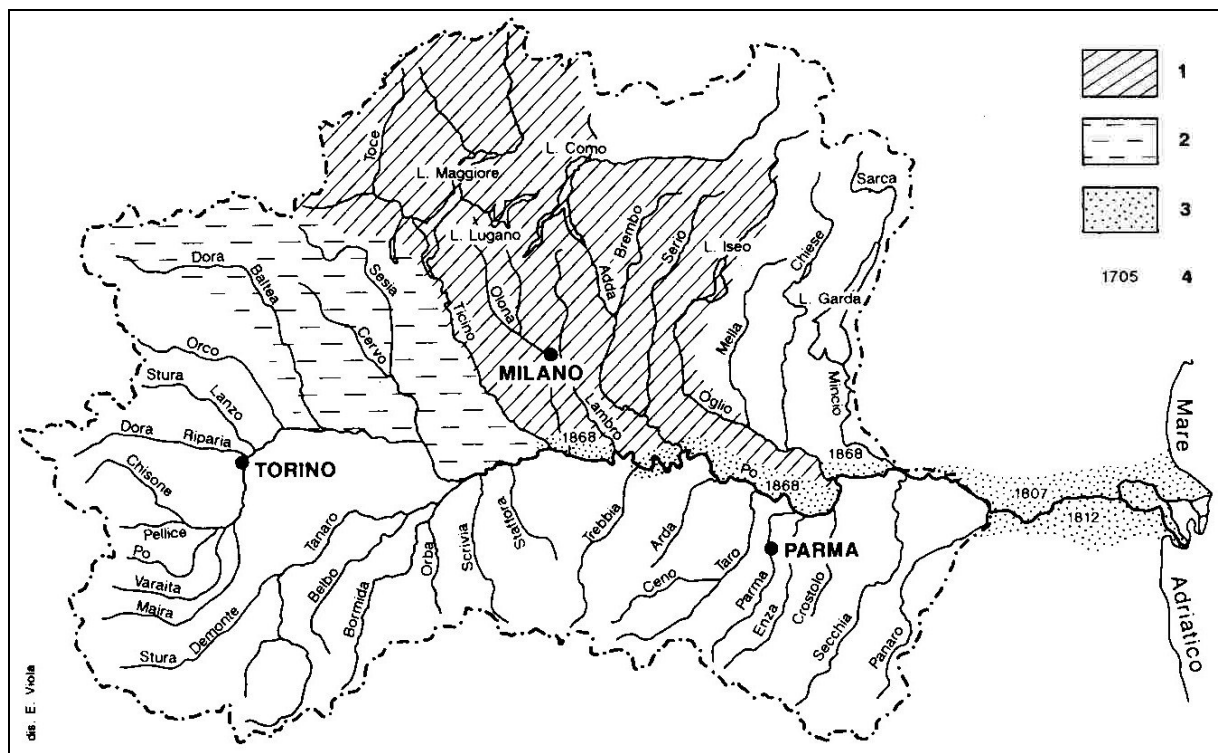 1
2
3
1705 4
Toce
L. Maggiore
L. Como
L. Lugano
Brembo
Serio
L. Iseo
Sarca
Chiese
L. Garda
Dora
Baltea
Sesia
Cervo
Ticino
Olona
Adda
Mella
Mincio
MILANO
Oglio
Lambro
Orco
Stura
Lanzo
Dora Riparia
TORINO
Chisone
Pellice
Po
Varaita
Maira
Stura Demonte
Tanaro
Belbo
Bormida
Orba
Scrivia
Staffora
Trebbia
Arda
Ceno
Taro
PARMA
Parma
Enza
Crostolo
Secchia
Panaro
1868
Po
1868
1868
1807
1812
Mare
Adriatico
dis. E. Viola